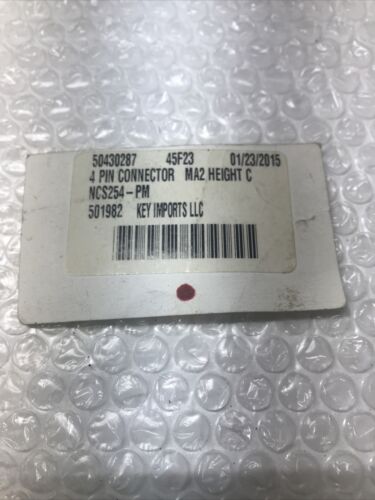 50430287 45F23 01/23/2015
4 PIN CONNECTOR MA2 HEIGHT C
NCS254-PM
501982 KEY IMPORTS LLC